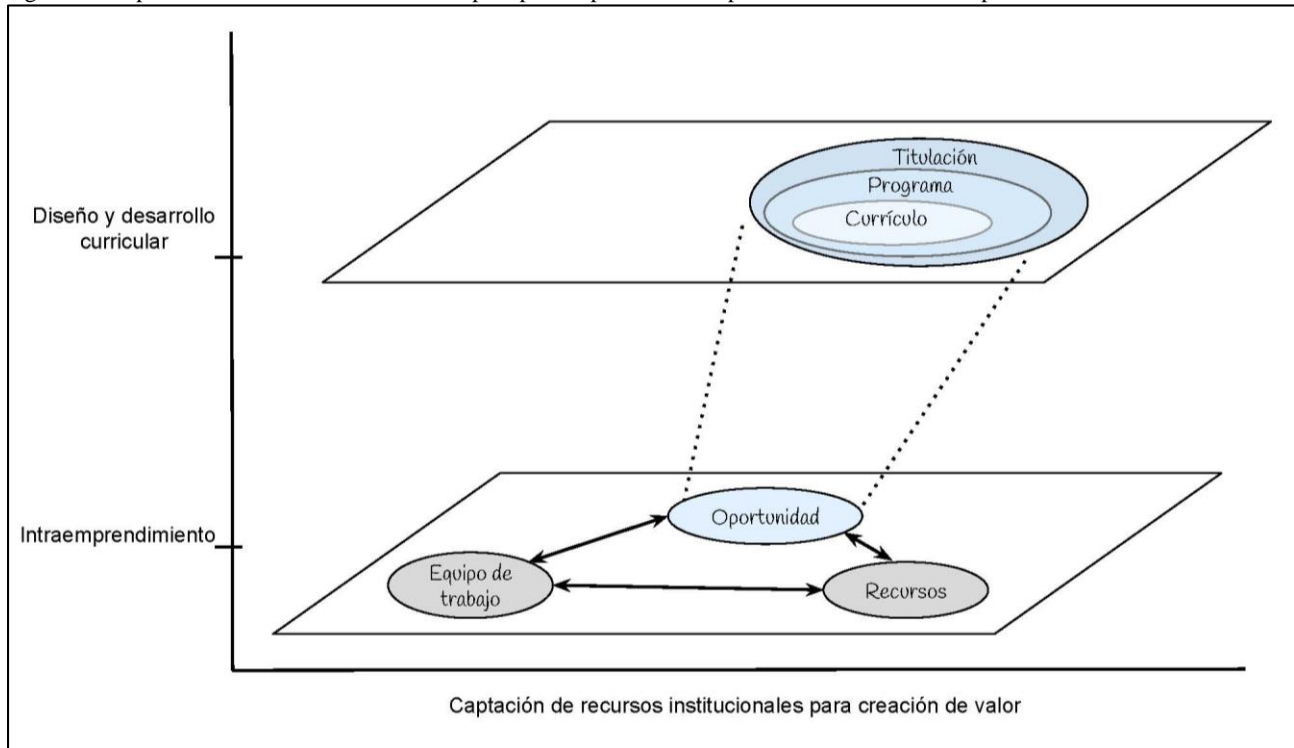 Titulación
Programa
Currículo
Diseño y desarrollo
curricular
Intraemprendimiento
Oportunidad
Equipo de
trabajo
Recursos
Captación de recursos institucionales para creación de valor